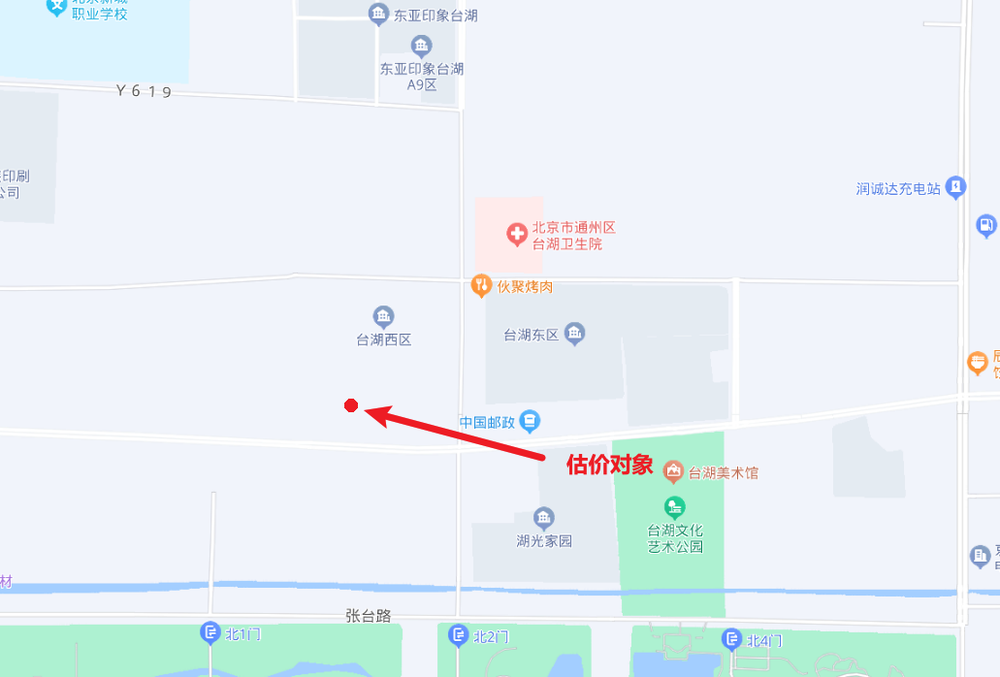 职业学校
东亚印象台湖
东亚印象台湖
A9区
Y619
印刷
公司
润诚达充电站
北京市通州区
台湖卫生院
伙聚烤肉
台湖西区
台湖东区
中国邮政
估价对象
台湖美术馆
湖光家园
台湖文化
艺术公园
材
张台路
北1门
北2门
北4门